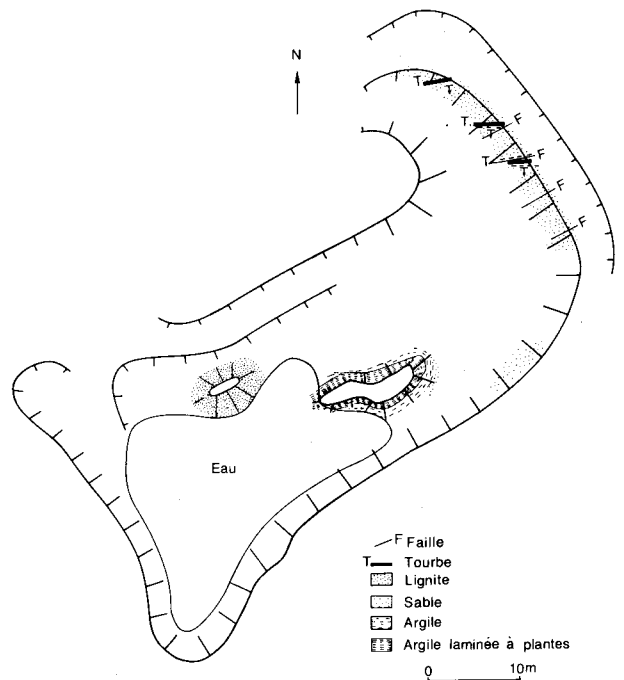 N
T
T
T
F
T
T
F
T
F
F
Eau
F Faille
T Tourbe
Lignite
Sable
Argile
Argile laminée à plantes
0 10m